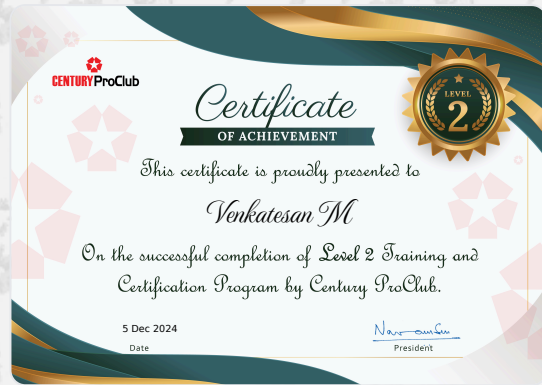 CENTURY ProClub
LEVEL
2
Certificate
OF ACHIEVEMENT
This certificate is proudly presented to
Venkatesan M
On the successful completion of Level 2 Training and
Certification Program by Century ProClub.
5 Dec 2024
Date
President